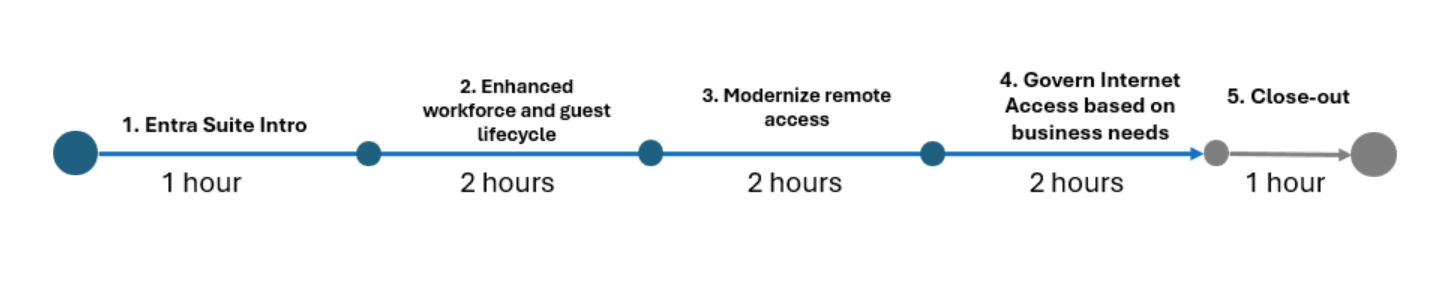 1. Entra Suite Intro
1 hour
2. Enhanced
workforce and guest
lifecycle
2 hours
3. Modernize remote
access
2 hours
4. Govern Internet
Access based on
business needs
2 hours
5. Close-out
1 hour